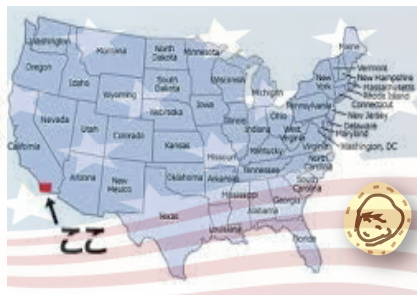 Washington
Montana
North
Dakota
Minnesota
Maine
Vermont
New Hampshire
Massachusetts
Rhode Island
Connecticut
New Jersey
Delaware
Maryland
Washington, DC
Oregon
Idaho
Wyoming
South
Dakota
Wisconsin
Michigan
New
York
Pennsylvania
Nebraska
Iowa
Illinois
Indiana
Ohio
West
Virginia
Virginia
Nevada
Utah
Colorado
Kansas
Missouri
Kentucky
California
Arizona
New
Mexico
Oklahoma
Arkansas
Tennessee
North
Carolina
South
Carolina
Mississippi
Alabama
Georgia
Texas
Louisiana
Florida
ここ